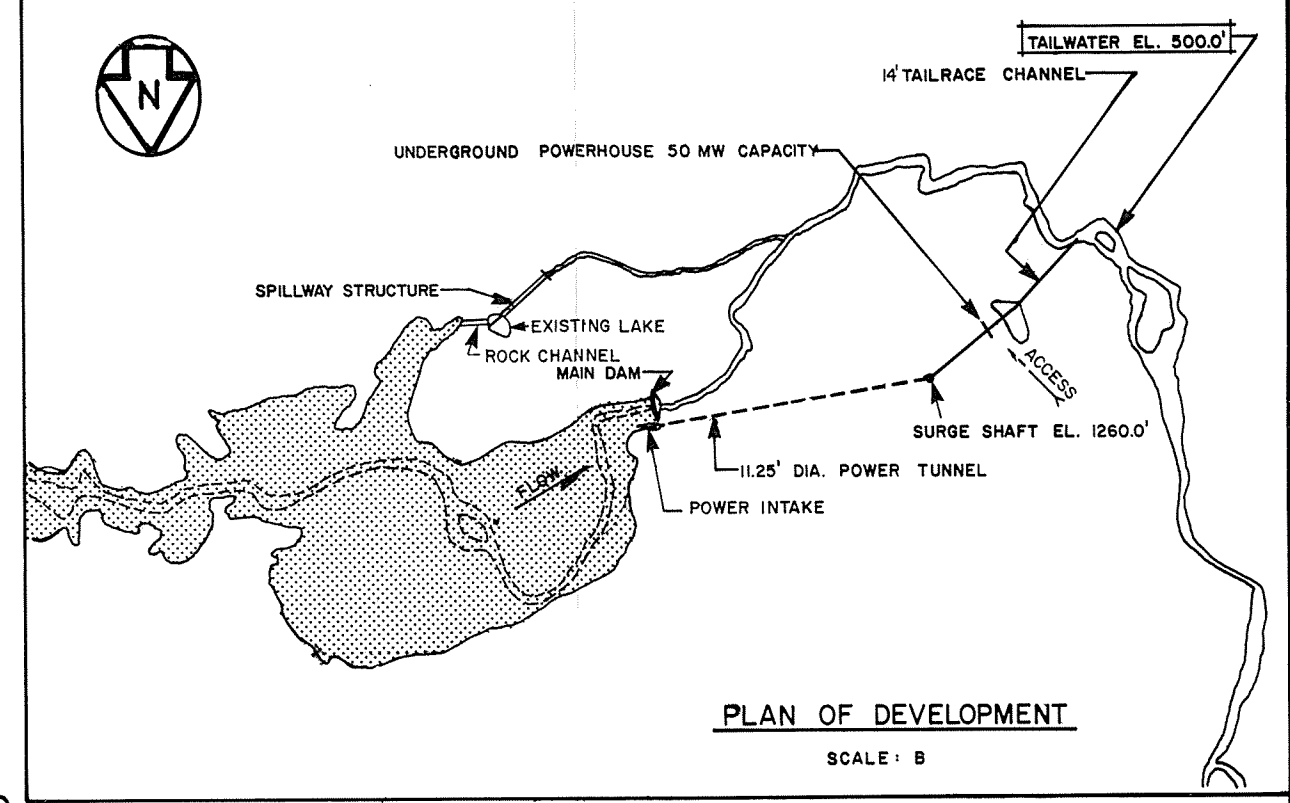 N
TAILWATER EL. 500.0'
14' TAILRACE CHANNEL
UNDERGROUND POWERHOUSE 50 MW CAPACITY
SPILLWAY STRUCTURE
EXISTING LAKE
ROCK CHANNEL
MAIN DAM
ACCESS
SURGE SHAFT EL. 1260.0'
FLOW
11.25' DIA. POWER TUNNEL
POWER INTAKE
PLAN OF DEVELOPMENT
SCALE: B